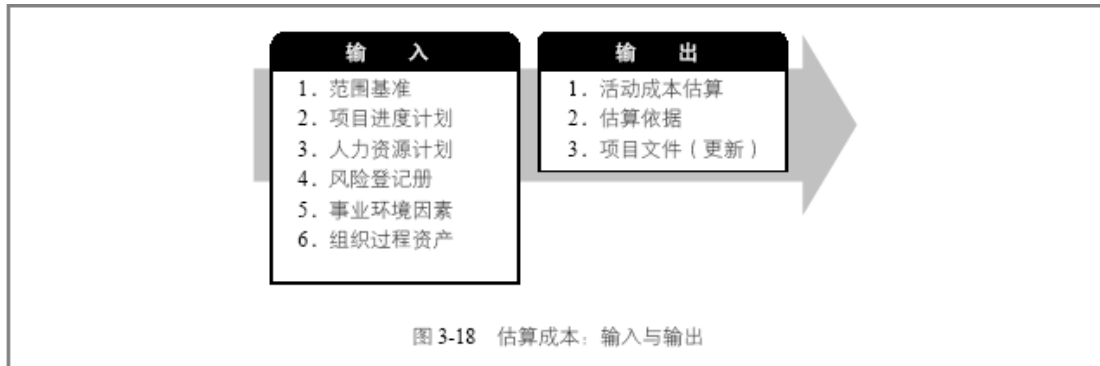 输 入
1. 范围基准
2. 项目进度计划
3. 人力资源计划
4. 风险登记册
5. 事业环境因素
6. 组织过程资产
输 出
1. 活动成本估算
2. 估算依据
3. 项目文件（更新）
图 3-18 估算成本：输入与输出